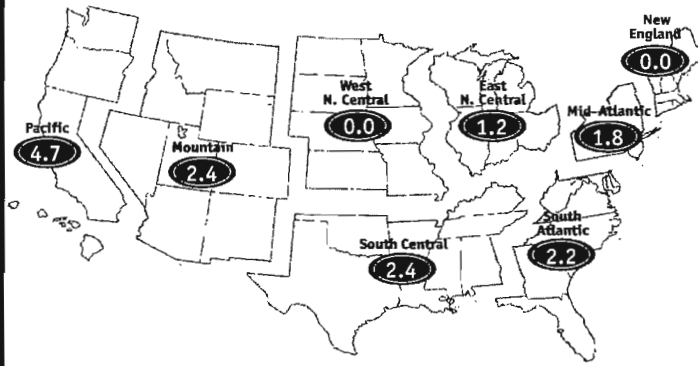 New
England
0.0
West
N. Central
0.0
East
N. Central
1.2
Mid-Atlantic
1.8
Pacific
4.7
Mountain
2.4
South Central
2.4
South
Atlantic
2.2